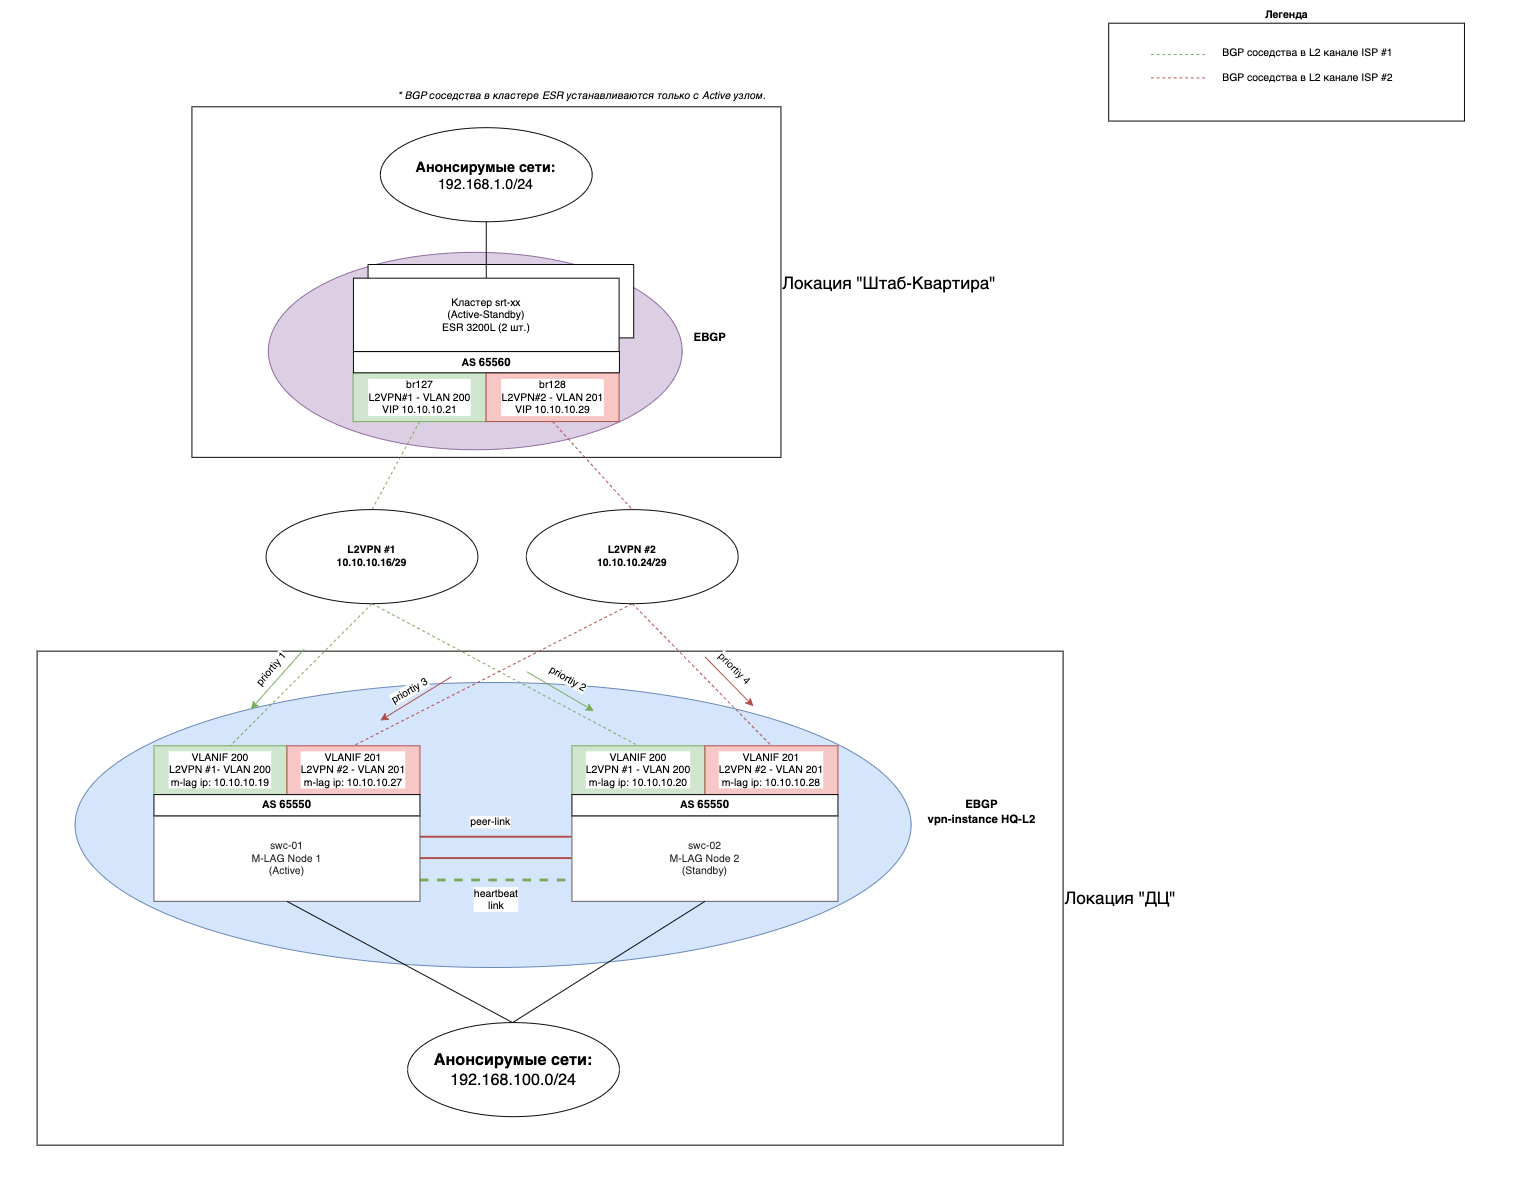 Легенда
BGP соседства в L2 канале ISP #1
BGP соседства в L2 канале ISP #2
* BGP соседства в кластере ESR устанавливаются только с Active узлом.
Анонсирумые сети:
192.168.1.0/24
Локация "Штаб-Квартира"
Кластер srt-xx
(Active-Standby)
ESR 3200L (2 шт.)
EBGP
AS 65560
br127
L2VPN#1 - VLAN 200
VIP 10.10.10.21
br128
L2VPN#2 - VLAN 201
VIP 10.10.10.29
L2VPN #1
10.10.10.16/29
L2VPN #2
10.10.10.24/29
priortiy 1
priortiy 3
priortiy 2
priortiy 4
VLANIF 200
L2VPN #1- VLAN 200
m-lag ip: 10.10.10.19
VLANIF 201
L2VPN #2 - VLAN 201
m-lag ip: 10.10.10.27
VLANIF 200
L2VPN #1 - VLAN 200
m-lag ip: 10.10.10.20
VLANIF 201
L2VPN #2 - VLAN 201
m-lag ip: 10.10.10.28
AS 65550
AS 65550
EBGP
vpn-instance HQ-L2
peer-link
swc-01
M-LAG Node 1
(Active)
swc-02
M-LAG Node 2
(Standby)
heartbeat
link
Локация "ДЦ"
Анонсирумые сети:
192.168.100.0/24